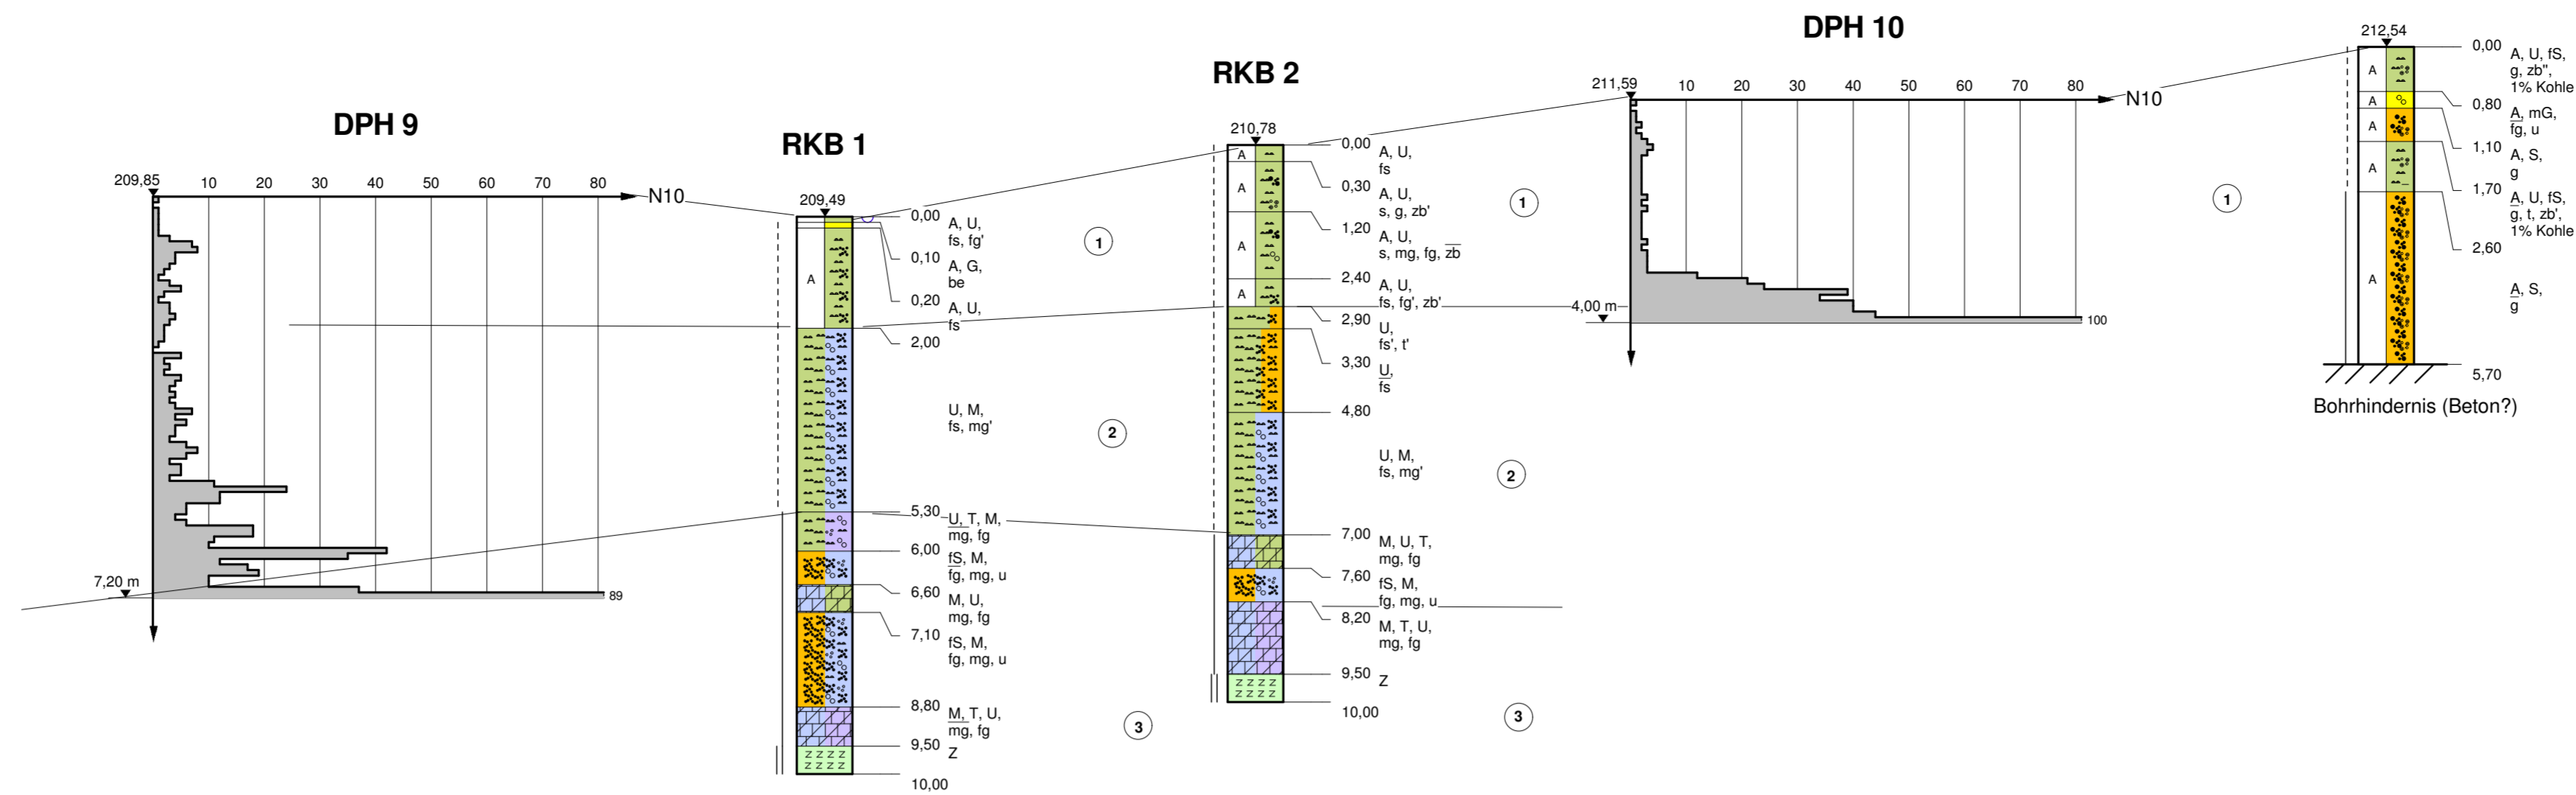 DPH 9
209,85
10 20 30 40 50 60 70 80
N10
7,20 m
89
RKB 1
209,49
A
0,00
A, U,
fs, fg'
0,10
A, G,
be
0,20
A, U,
fs
2,00
U, M,
fs, mg'
5,30
U, T, M,
mg, fg
6,00
fS, M,
fg, mg, u
6,60
M, U,
mg, fg
7,10
fS, M,
fg, mg, u
8,80
M, T, U,
mg, fg
9,50
Z
10,00
Z Z Z Z
Z Z Z Z
1
2
3
RKB 2
210,78
A
A
A
A
0,00
A, U,
fs
0,30
A, U,
s, g, zb'
1,20
A, U,
s, mg, fg, zb
2,40
A, U,
fs, fg', zb'
2,90
U,
fs', t'
3,30
U,
fs
4,80
U, M,
fs, mg'
7,00
M, U, T,
mg, fg
7,60
fS, M,
fg, mg, u
8,20
M, T, U,
mg, fg
9,50
Z
10,00
Z Z Z Z
Z Z Z Z
1
2
3
DPH 10
211,59
10 20 30 40 50 60 70 80
N10
4,00 m
100
1
212,54
A
A
A
A
A
0,00
A, U, fS,
g, zb",
1% Kohle
0,80
A, mG,
fg, u
1,10
A, S,
g
1,70
A, U, fS,
g, t, zb',
1% Kohle
2,60
A, S,
g
5,70
Bohrhindernis (Beton?)